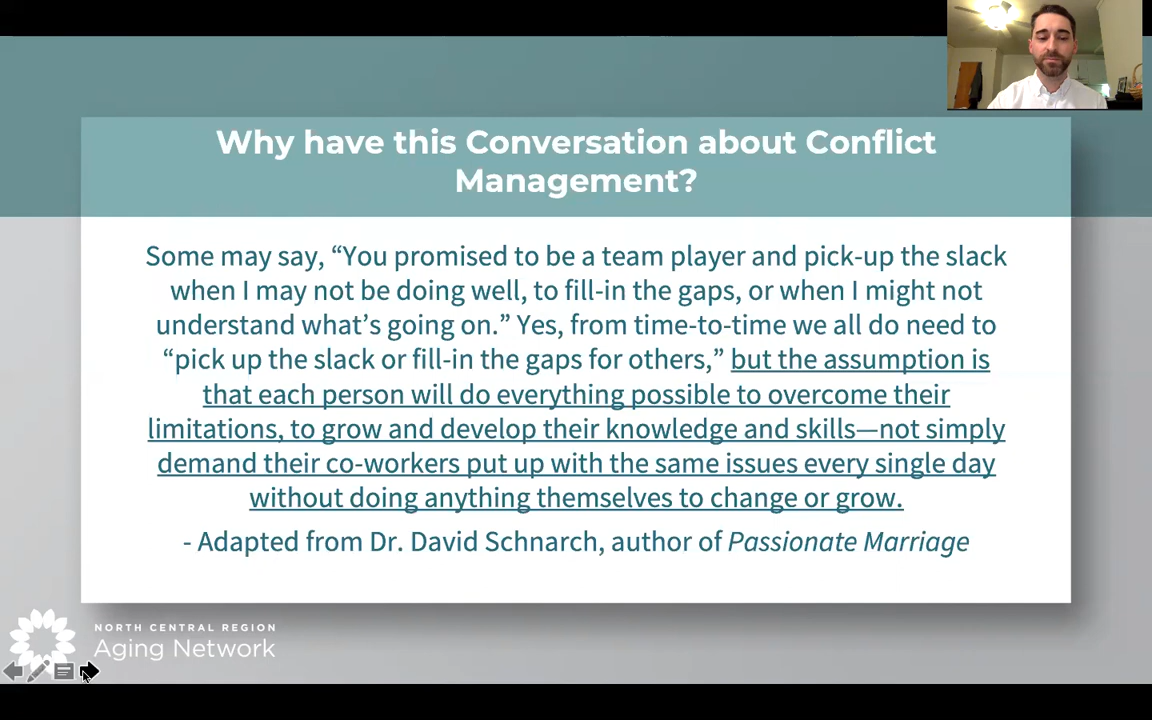 Why have this Conversation about Conflict
Management?
Some may say, “You promised to be a team player and pick-up the slack
when I may not be doing well, to fill-in the gaps, or when I might not
understand what’s going on.” Yes, from time-to-time we all do need to
“pick up the slack or fill-in the gaps for others,” but the assumption is
that each person will do everything possible to overcome their
limitations, to grow and develop their knowledge and skills—not simply
demand their co-workers put up with the same issues every single day
without doing anything themselves to change or grow.
- Adapted from Dr. David Schnarch, author of Passionate Marriage
NORTH CENTRAL REGION
Aging Network